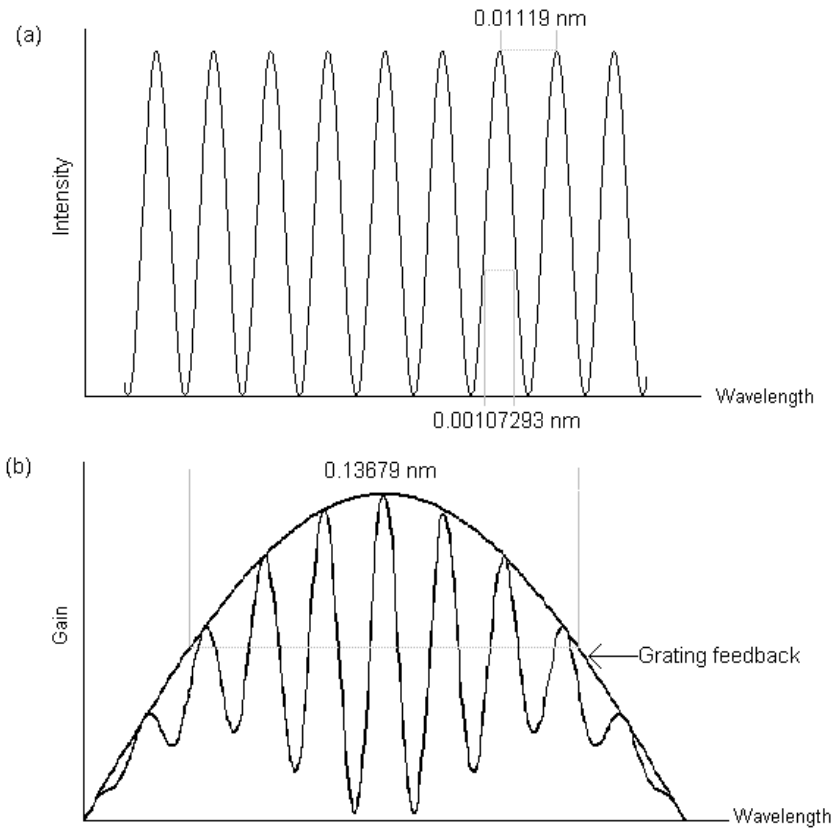 (a)
0.01119 nm
Intensity
Wavelength
0.00107293 nm
(b)
0.13679 nm
Gain
Grating feedback
Wavelength